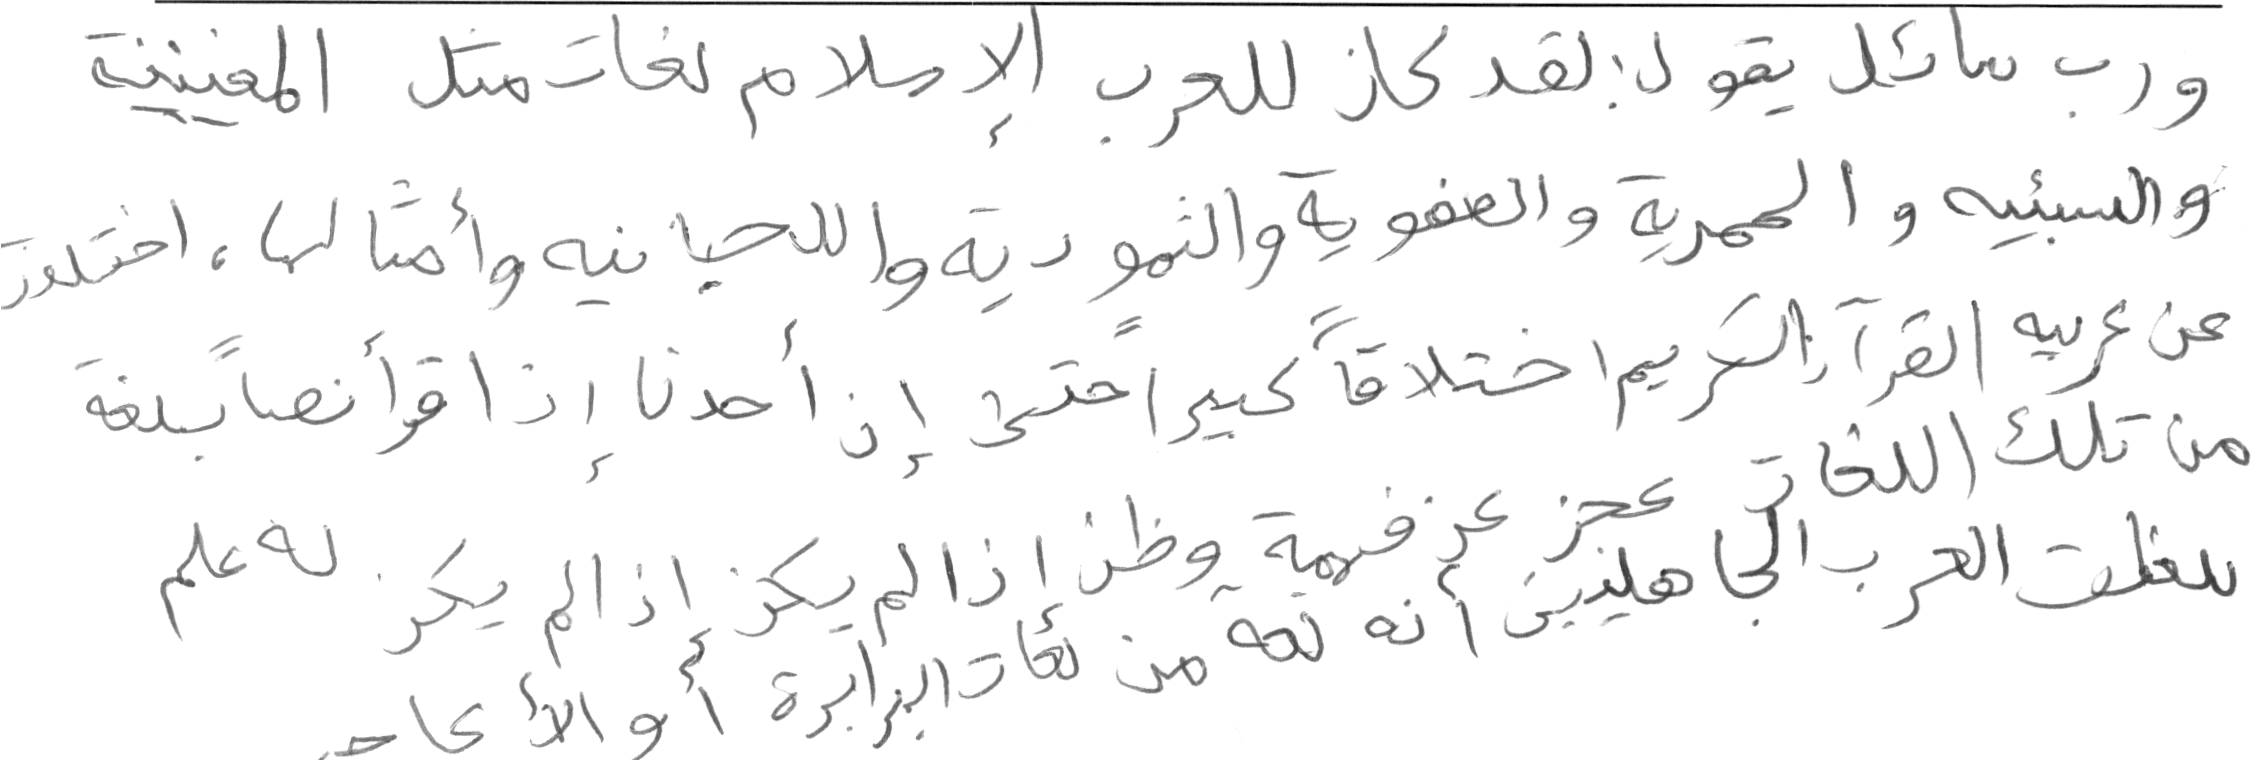 ورب سائل يقول: لقد كان للعرب الإسلام لغات مثل المعينية
والسبئية والحميرية والصفوية والثمودية واللحيانية وأمثالها، اختلفت
عن عربية القرآن الكريم اختلافاً كبيراً حتى إن أحدنا إذا قرأ نصاً بلغة
من تلك اللغات عجز عن فهمة وظن إذا لم يكن إذا لم يكن له علم
بلغات العرب الجاهليين أنه لغة من لغات البرابرة أو الأعاجم